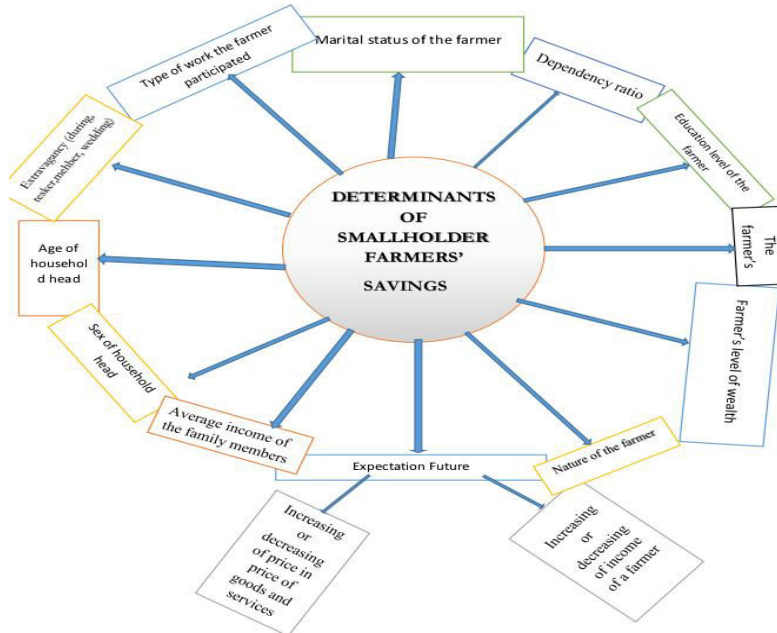 Marital status of the farmer
Type of work the farmer
participated
Dependency ratio
Education level of the
farmer
Extravagancy (during,
tesker,mehber, wedding)
The
farmer's
Age of
househol
d head
DETERMINANTS
OF
SMALLHOLDER
FARMERS'
SAVINGS
Farmer's level of wealth
Sex of household
head
Average income of
the family members
Nature of the farmer
Expectation Future
Increasing
or
decreasing
of price in
price of
goods and
services
Increasing
or
decreasing
of income
of a farmer